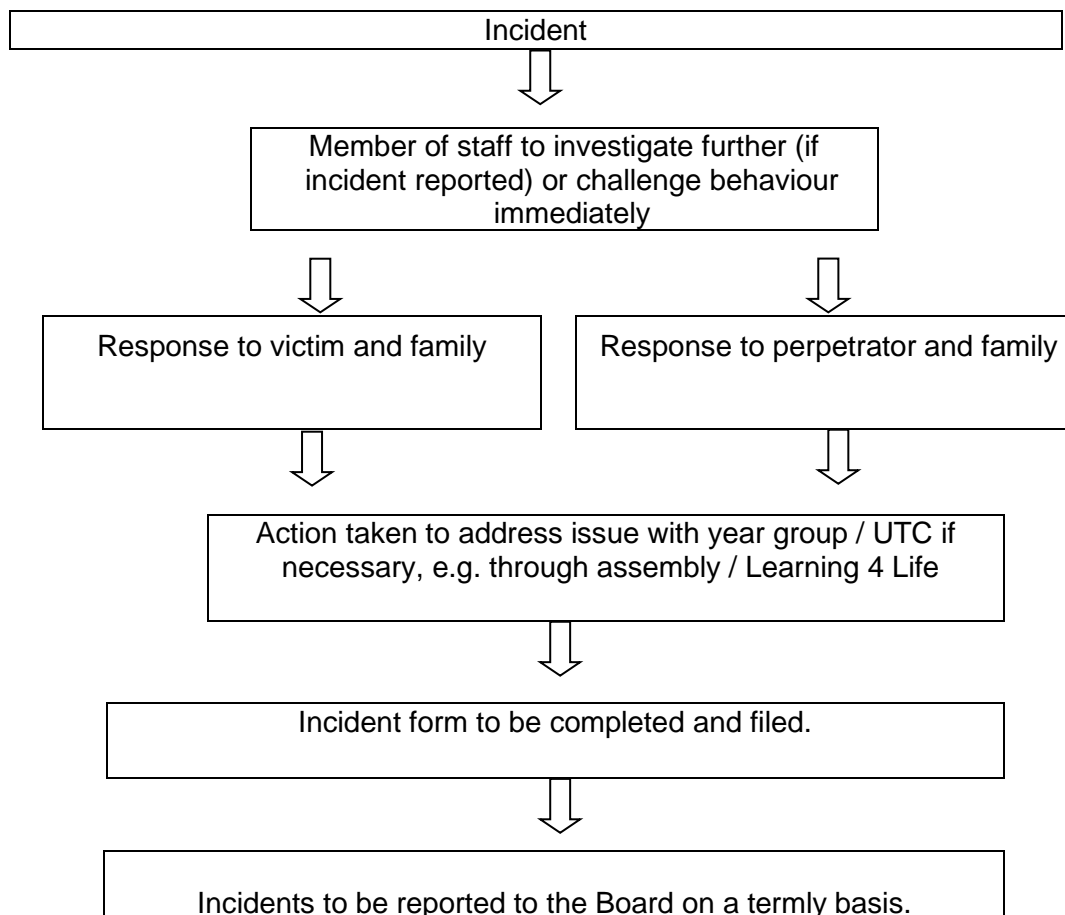 Incident
Member of staff to investigate further (if
incident reported) or challenge behaviour
immediately
Response to victim and family
Response to perpetrator and family
Action taken to address issue with year group / UTC if
necessary, e.g. through assembly / Learning 4 Life
Incident form to be completed and filed.
Incidents to be reported to the Board on a termly basis.